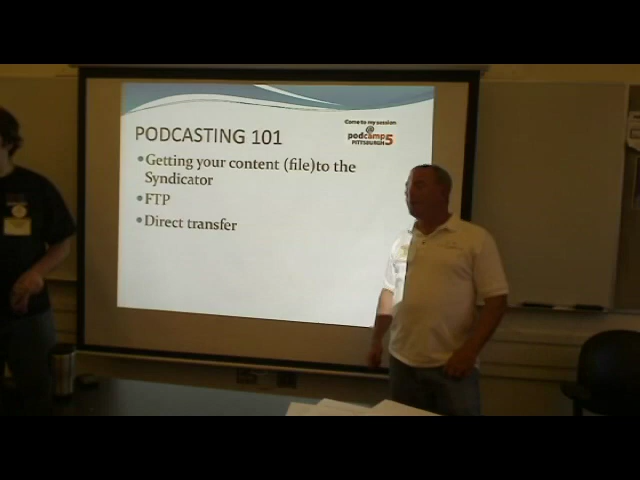 Come to my session
@
podcamp5
PITTSBURGH
PODCASTING 101
•Getting your content (file)to the
Syndicator
•FTP
•Direct transfer